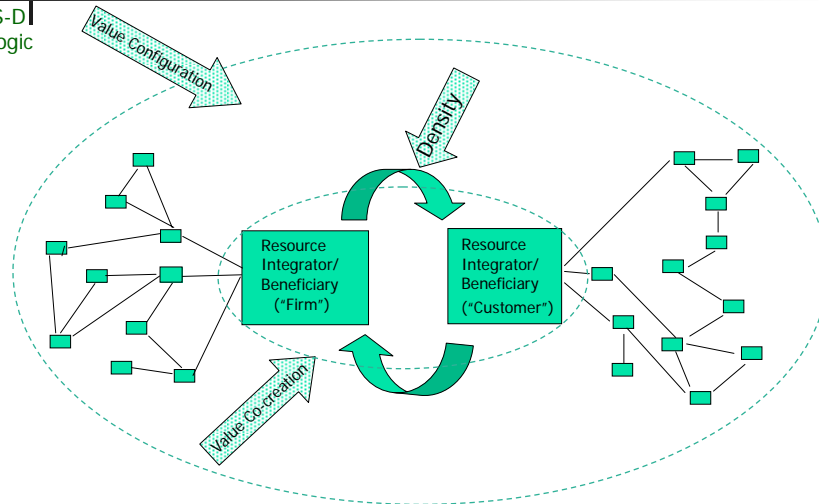 S-D
ogic
Value Configuration
Density
Resource
Integrator/
Beneficiary
(“Firm”)
Resource
Integrator/
Beneficiary
(“Customer”)
Value Co-creation